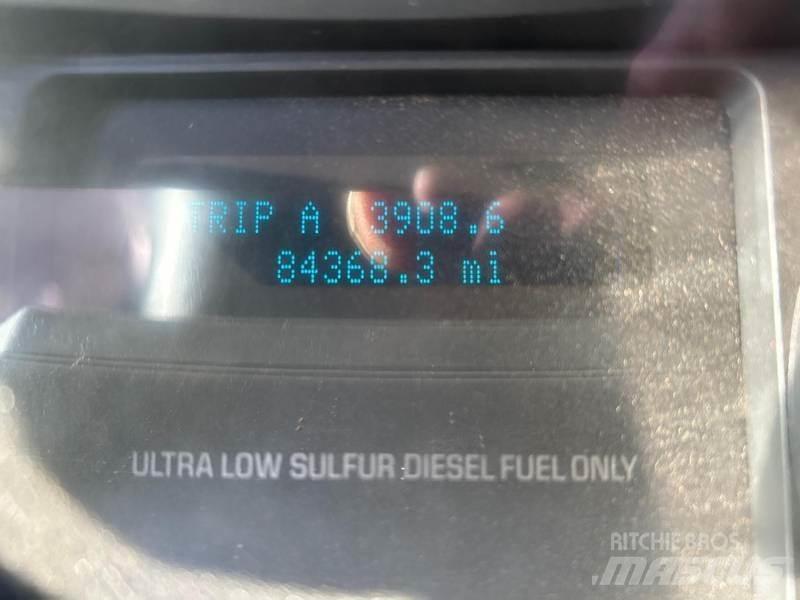 TRIP A 3908.6
84368.3 mi
ULTRA LOW SULFUR DIESEL FUEL ONLY
RITCHIE BROS.
MASCUS